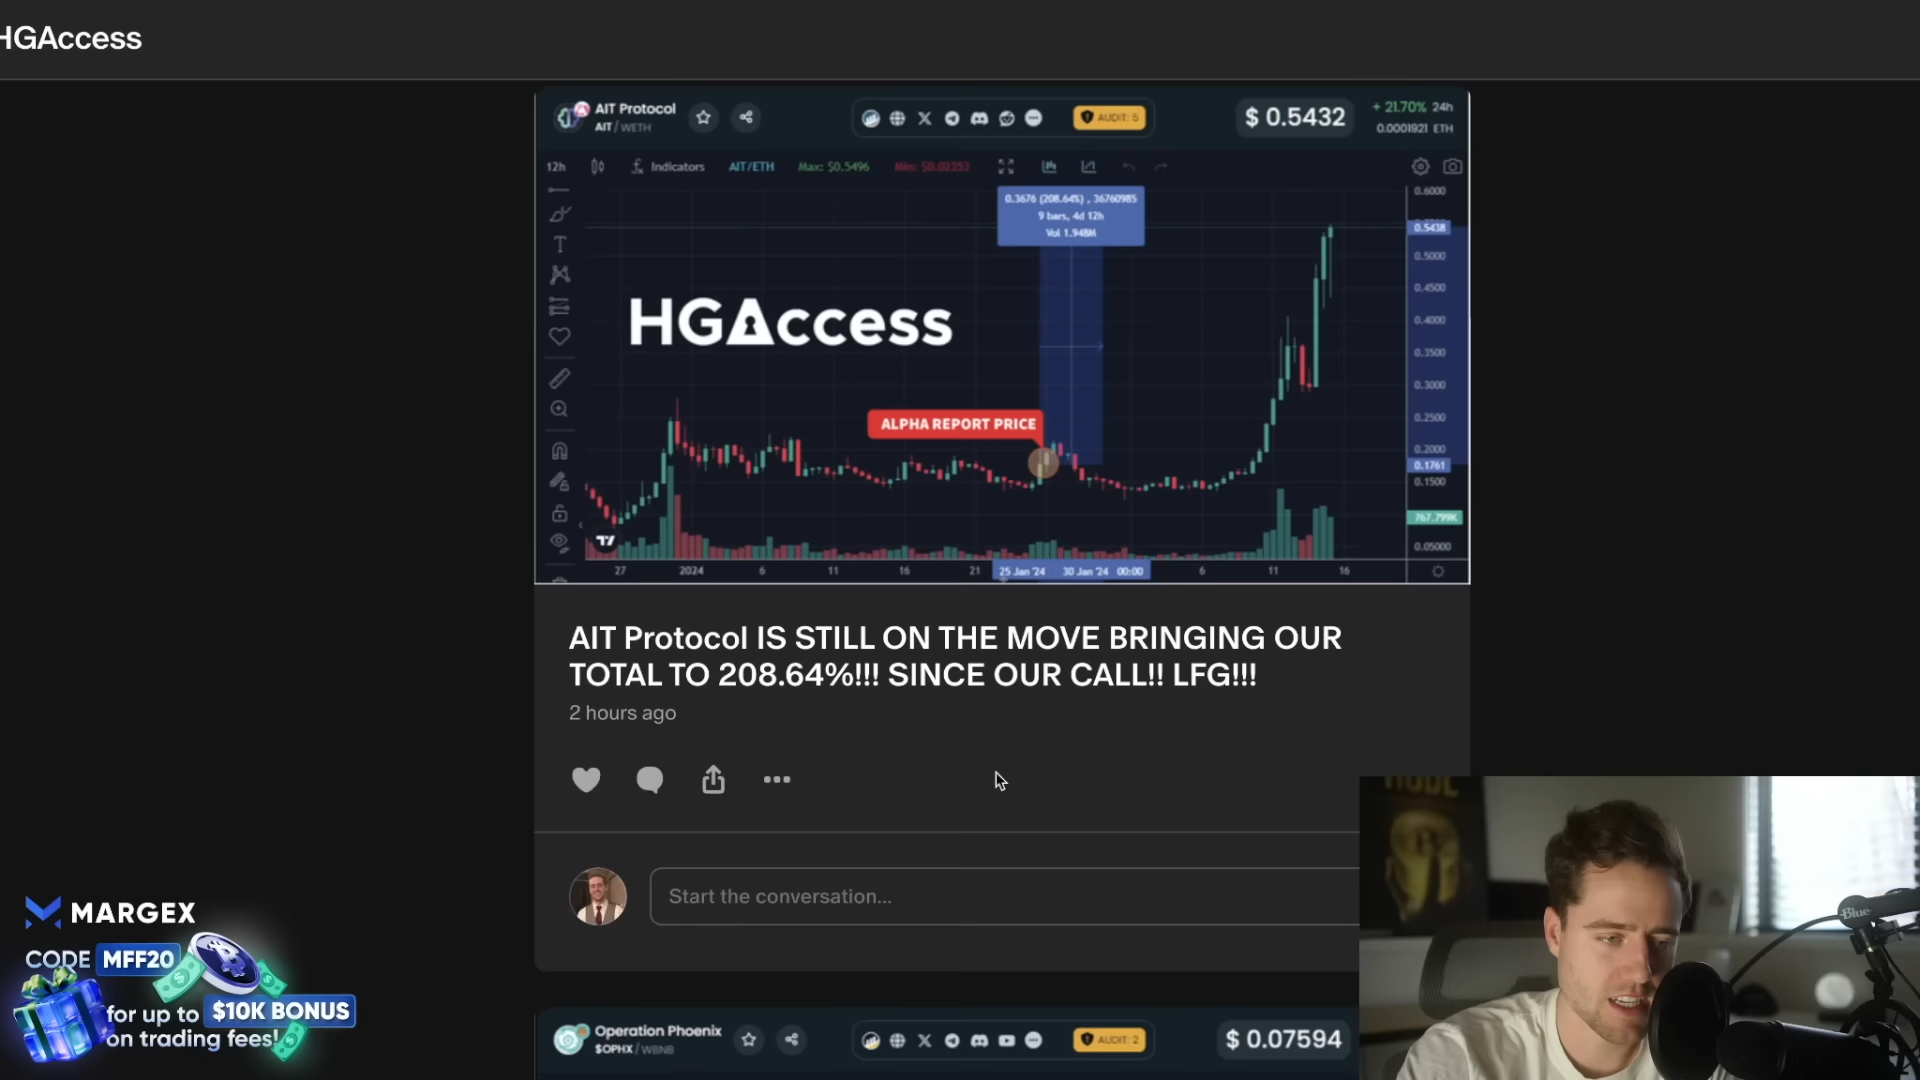 HGAccess
AIT Protocol
AIT / WETH
AUDIT: 5
$ 0.5432
+ 21.70% 24h
0.0001921 ETH
12h
Indicators
AIT/ETH
Max: $0.5496
Min: $0.02353
0.3676 (208.64%) , 36760985
9 bars, 4d 12h
Vol 1.948M
0.6000
0.5438
0.5000
0.4500
0.4000
0.3500
0.3000
0.2500
0.2000
0.1761
0.1500
767.799K
0.05000
HGAccess
ALPHA REPORT PRICE
27
2024
6
11
16
21
25 Jan '24
30 Jan '24 00:00
6
11
16
AIT Protocol IS STILL ON THE MOVE BRINGING OUR
TOTAL TO 208.64%!!! SINCE OUR CALL!! LFG!!!
2 hours ago
Start the conversation...
MARGEX
CODE MFF20
for up to $10K BONUS
on trading fees!
Operation Phoenix
$OPHX / WBNB
AUDIT: 2
$ 0.07594
Blue